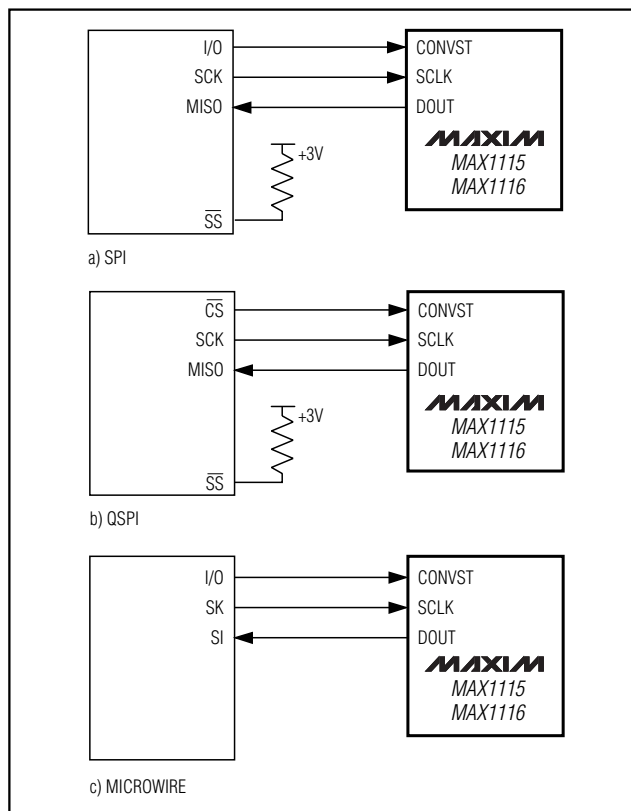 I/O CONVST
SCK SCLK
MISO DOUT
MAXIM
+3V
MAX1115
MAX1116
SS
a) SPI
CS CONVST
SCK SCLK
MISO DOUT
MAXIM
+3V
MAX1115
MAX1116
SS
b) QSPI
I/O CONVST
SK SCLK
SI DOUT
MAXIM
MAX1115
MAX1116
c) MICROWIRE